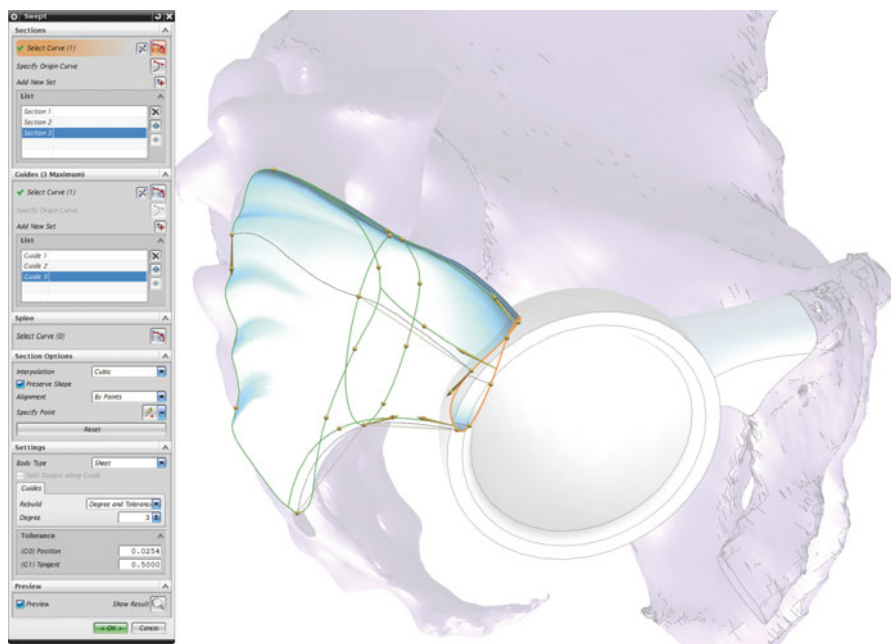 Swept
Sections
Select Curve (1)
Specify Origin Curve
Add New Set
List
Section 1
Section 2
Section 3
Guides (3 Maximum)
Select Curve (1)
Specify Origin Curve
Add New Set
List
Guide 1
Guide 2
Guide 3
Spine
Select Curve (0)
Section Options
Interpolation Cubic
Preserve Shape
Alignment By Points
Specify Point
Reset
Settings
Body Type Sheet
Split Output along Guide
Guides
Rebuild Degree and Toleranc
Degree 3
Tolerance
(G0) Position 0.0254
(G1) Tangent 0.5000
Preview
Preview Show Result
< OK > Cancel